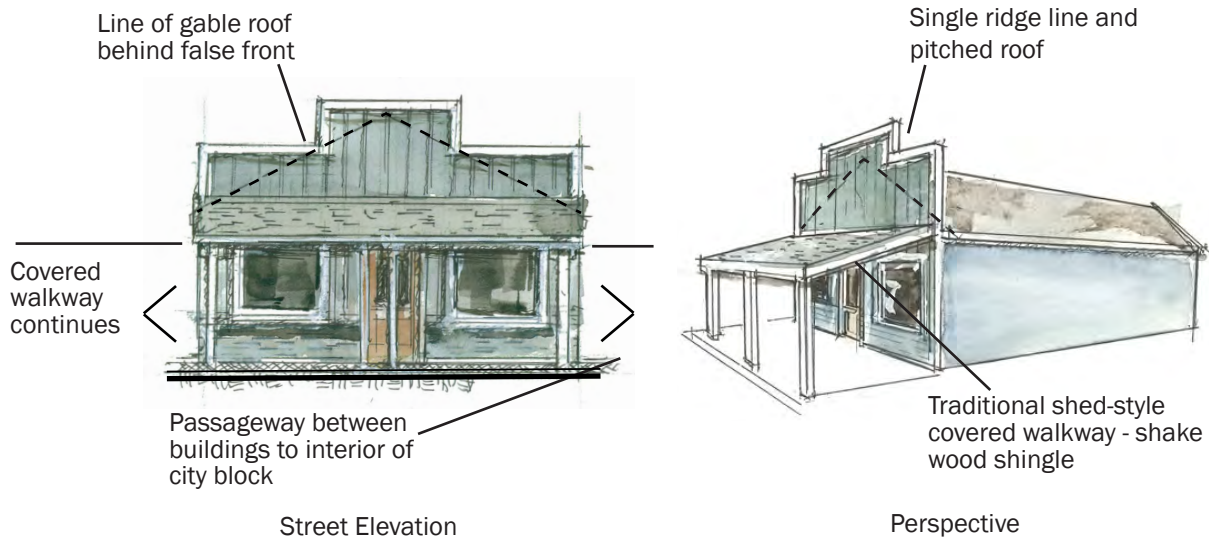 Line of gable roof
behind false front
Single ridge line and
pitched roof
Covered
walkway
continues
Passageway between
buildings to interior of
city block
Traditional shed-style
covered walkway - shake
wood shingle
Street Elevation
Perspective